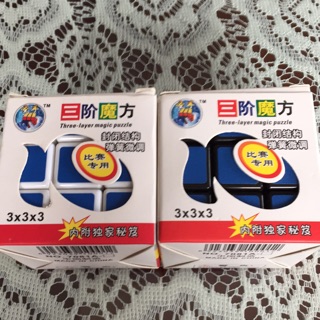 三阶魔方
Three-layer magic puzzle
封闭结构
弹簧微调
比赛
专用
3x3x3
内附独家秘笈
三阶魔方
Three-layer magic puzzle
封闭结构
弹簧微调
比赛
专用
3x3x3
内附独家秘笈